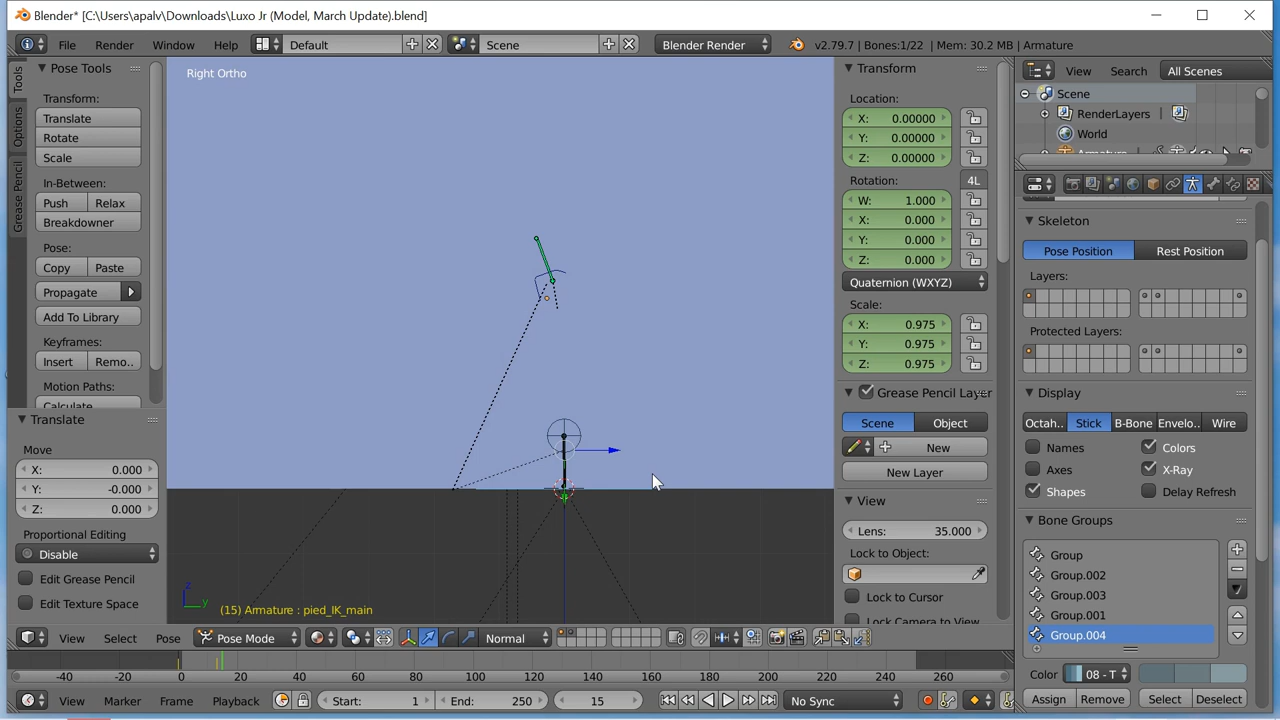 Blender* [C:\Users\apalv\Downloads\Luxo Jr (Model, March Update).blend]
File Render Window Help Default Scene Blender Render v2.79.7 | Bones:1/22 | Mem: 30.2 MB | Armature
Tools
Options
Grease Pencil
Pose Tools
Transform:
Translate
Rotate
Scale
In-Between:
Push Relax
Breakdowner
Pose:
Copy Paste
Propagate
Add To Library
Keyframes:
Insert Remo..
Motion Paths:
Calculate
Translate
Move
X: 0.000
Y: -0.000
Z: 0.000
Proportional Editing
Disable
Edit Grease Pencil
Edit Texture Space
Right Ortho
z
y
(15) Armature : pied_IK_main
Transform
Location:
X: 0.00000
Y: 0.00000
Z: 0.00000
Rotation: 4L
W: 1.000
X: 0.000
Y: 0.000
Z: 0.000
Quaternion (WXYZ)
Scale:
X: 0.975
Y: 0.975
Z: 0.975
Grease Pencil Layer
Scene Object
New
New Layer
View
Lens: 35.000
Lock to Object:
Lock to Cursor
Lock Camera to View
View Search All Scenes
Scene
RenderLayers
World
Armature
Skeleton
Pose Position Rest Position
Layers:
Protected Layers:
Display
Octah.. Stick B-Bone Envelo.. Wire
Names Colors
Axes X-Ray
Shapes Delay Refresh
Bone Groups
Group
Group.002
Group.003
Group.001
Group.004
Color 08 - T
Assign Remove Select Deselect
View Select Pose Pose Mode Normal
-40 -20 0 20 40 60 80 100 120 140 160 180 200 220 240 260
View Marker Frame Playback Start: 1 End: 250 15 No Sync